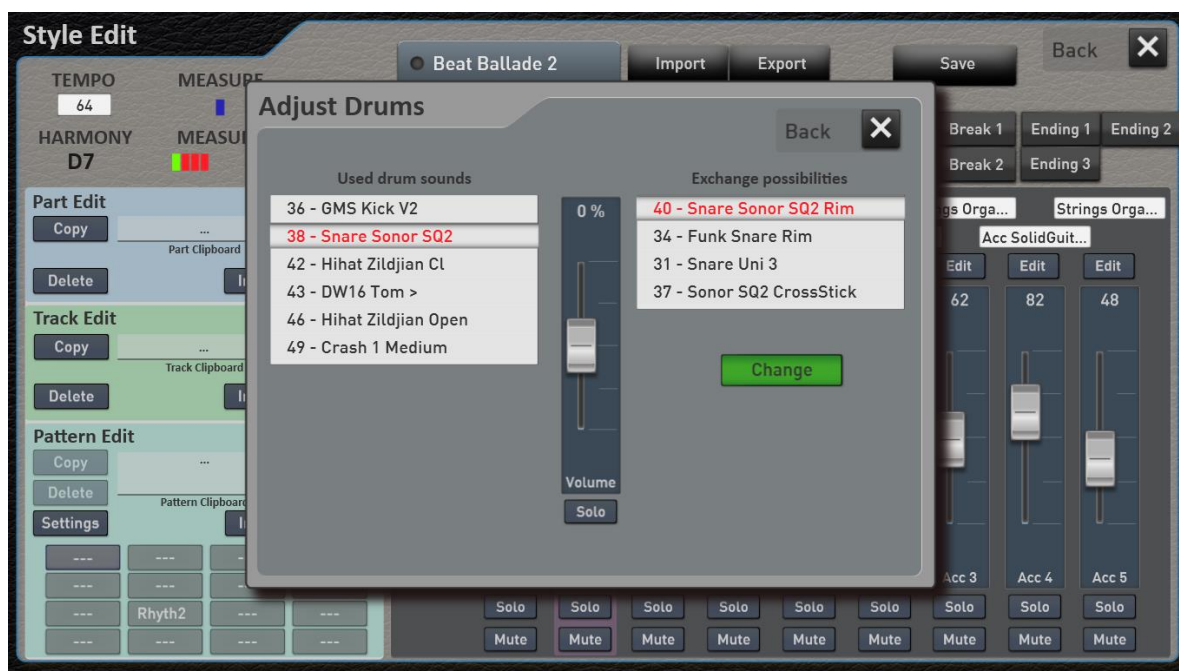 Style Edit
Beat Ballade 2
Import
Export
Save
Back
TEMPO
64
HARMONY
D7
Break 1
Ending 1
Ending 2
Break 2
Ending 3
Adjust Drums
Back
Used drum sounds
36 - GMS Kick V2
38 - Snare Sonor SQ2
42 - Hihat Zildjian Cl
43 - DW16 Tom >
46 - Hihat Zildjian Open
49 - Crash 1 Medium
0 %
Volume
Solo
Exchange possibilities
40 - Snare Sonor SQ2 Rim
34 - Funk Snare Rim
31 - Snare Uni 3
37 - Sonor SQ2 CrossStick
Change
Part Edit
Copy
...
Part Clipboard
Delete
Track Edit
Copy
...
Track Clipboard
Delete
Pattern Edit
Copy
...
Delete
Pattern Clipboard
Settings
--- ---
--- ---
--- Rhyth2 --- ---
--- --- --- ---
Strings Orga...
Acc SolidGuit...
Edit Edit Edit
62 82 48
Acc 3 Acc 4 Acc 5
Solo Solo Solo Solo Solo Solo Solo Solo Solo
Mute Mute Mute Mute Mute Mute Mute Mute Mute